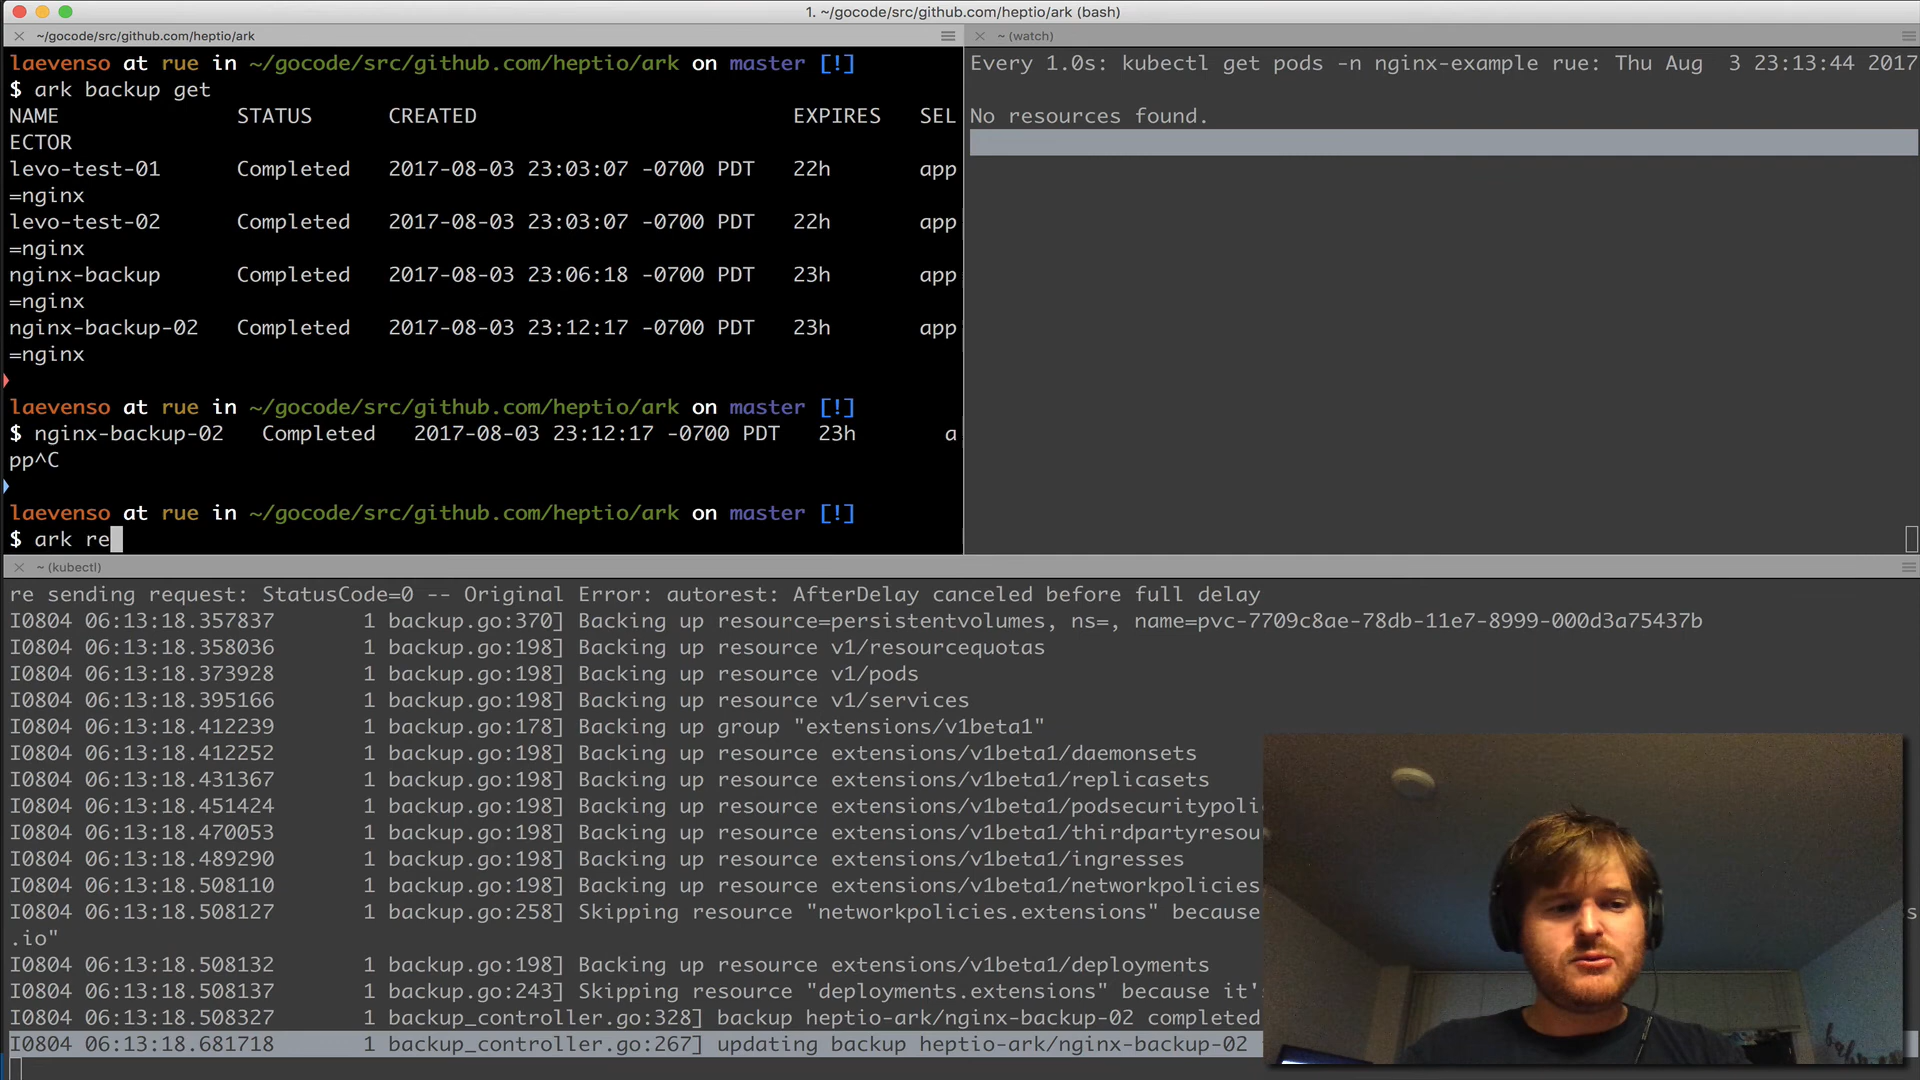 1. ~/gocode/src/github.com/heptio/ark (bash)
~/gocode/src/github.com/heptio/ark
laevenso at rue in ~/gocode/src/github.com/heptio/ark on master [!]
$ ark backup get
NAME STATUS CREATED EXPIRES SEL
ECTOR
levo-test-01 Completed 2017-08-03 23:03:07 -0700 PDT 22h app
=nginx
levo-test-02 Completed 2017-08-03 23:03:07 -0700 PDT 22h app
=nginx
nginx-backup Completed 2017-08-03 23:06:18 -0700 PDT 23h app
=nginx
nginx-backup-02 Completed 2017-08-03 23:12:17 -0700 PDT 23h app
=nginx
laevenso at rue in ~/gocode/src/github.com/heptio/ark on master [!]
$ nginx-backup-02 Completed 2017-08-03 23:12:17 -0700 PDT 23h a
pp^C
laevenso at rue in ~/gocode/src/github.com/heptio/ark on master [!]
$ ark re
~ (watch)
Every 1.0s: kubectl get pods -n nginx-example rue: Thu Aug 3 23:13:44 2017
No resources found.
~ (kubectl)
re sending request: StatusCode=0 -- Original Error: autorest: AfterDelay canceled before full delay
I0804 06:13:18.357837 1 backup.go:370] Backing up resource=persistentvolumes, ns=, name=pvc-7709c8ae-78db-11e7-8999-000d3a75437b
I0804 06:13:18.358036 1 backup.go:198] Backing up resource v1/resourcequotas
I0804 06:13:18.373928 1 backup.go:198] Backing up resource v1/pods
I0804 06:13:18.395166 1 backup.go:198] Backing up resource v1/services
I0804 06:13:18.412239 1 backup.go:178] Backing up group "extensions/v1beta1"
I0804 06:13:18.412252 1 backup.go:198] Backing up resource extensions/v1beta1/daemonsets
I0804 06:13:18.431367 1 backup.go:198] Backing up resource extensions/v1beta1/replicasets
I0804 06:13:18.451424 1 backup.go:198] Backing up resource extensions/v1beta1/podsecuritypoli
I0804 06:13:18.470053 1 backup.go:198] Backing up resource extensions/v1beta1/thirdpartyresou
I0804 06:13:18.489290 1 backup.go:198] Backing up resource extensions/v1beta1/ingresses
I0804 06:13:18.508110 1 backup.go:198] Backing up resource extensions/v1beta1/networkpolicies
I0804 06:13:18.508127 1 backup.go:258] Skipping resource "networkpolicies.extensions" because s
.io"
I0804 06:13:18.508132 1 backup.go:198] Backing up resource extensions/v1beta1/deployments
I0804 06:13:18.508137 1 backup.go:243] Skipping resource "deployments.extensions" because it's
I0804 06:13:18.508327 1 backup_controller.go:328] backup heptio-ark/nginx-backup-02 completed
I0804 06:13:18.681718 1 backup_controller.go:267] updating backup heptio-ark/nginx-backup-02